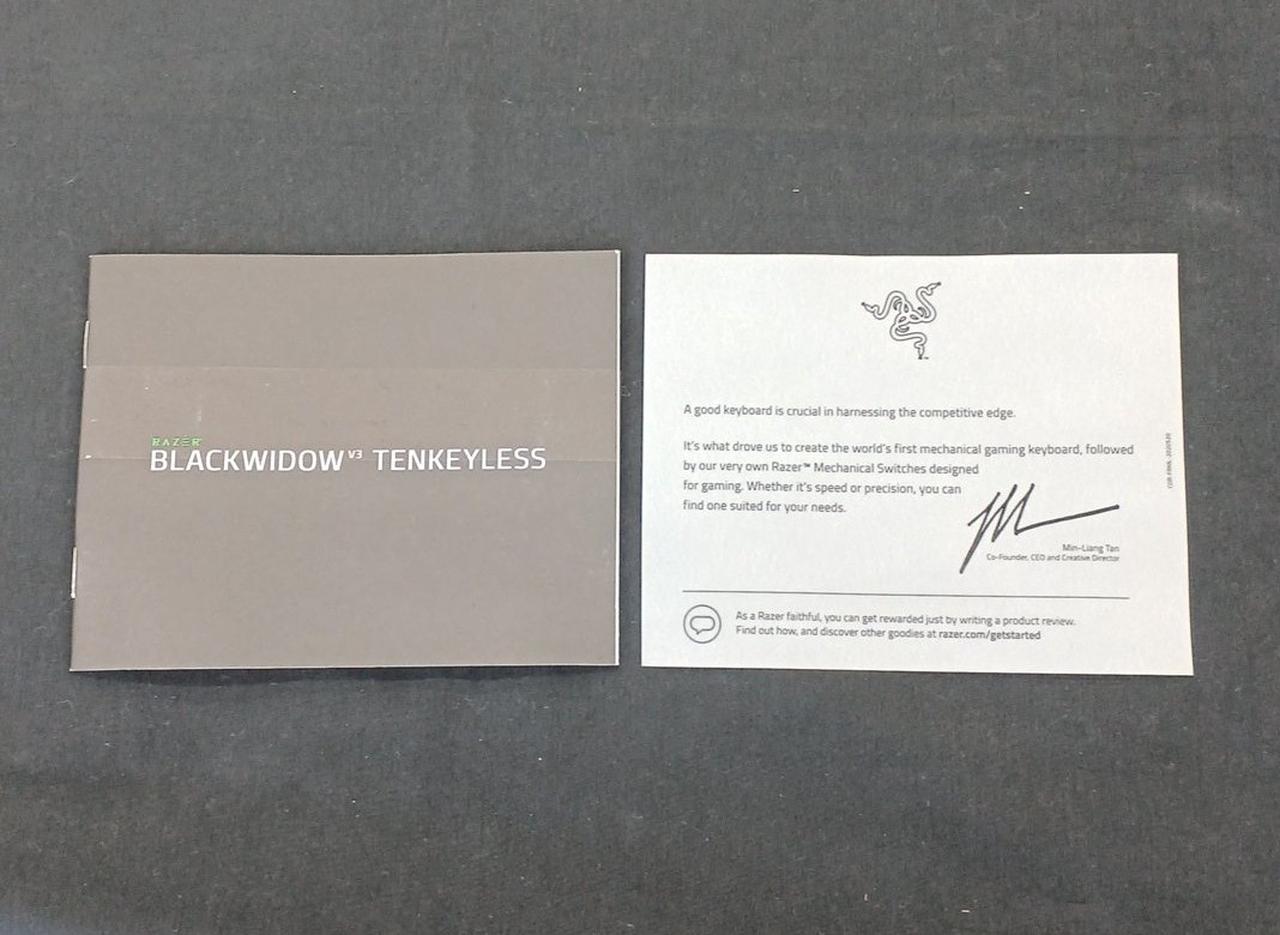 RAZER
BLACKWIDOW V3 TENKEYLESS
A good keyboard is crucial in harnessing the competitive edge.
It's what drove us to create the world's first mechanical gaming keyboard, followed
by our very own Razer™ Mechanical Switches designed
for gaming. Whether it's speed or precision, you can
find one suited for your needs.
Min-Liang Tan
Co-Founder, CEO and Creative Director
As a Razer faithful, you can get rewarded just by writing a product review.
Find out how, and discover other goodies at razer.com/getstarted